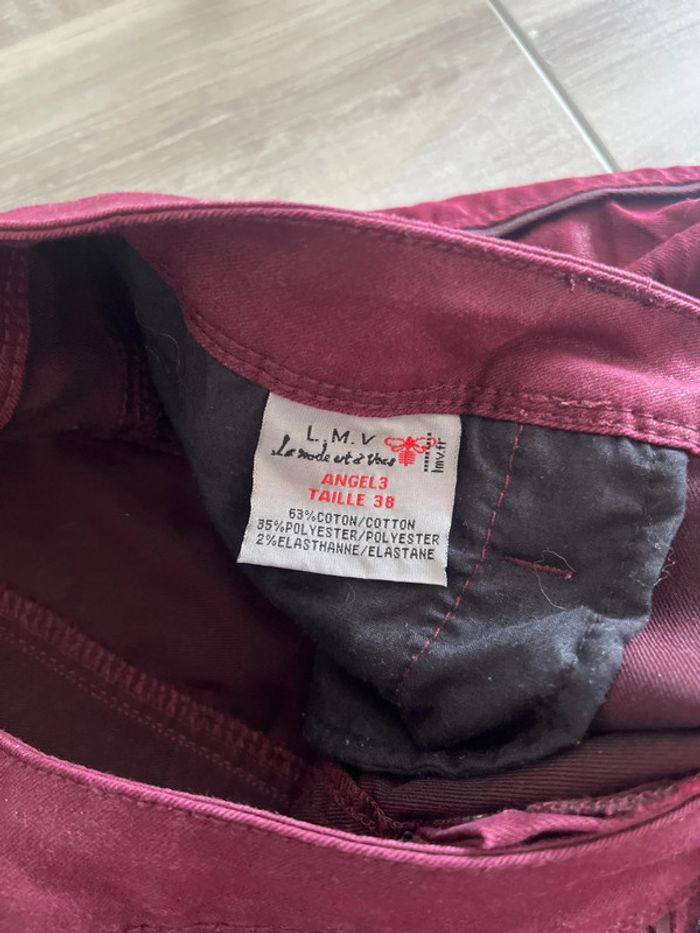 L.M.V
La mode est à Vous
lmv.fr
ANGEL3
TAILLE 38
63%COTON/COTTON
35%POLYESTER/POLYESTER
2%ELASTHANNE/ELASTANE